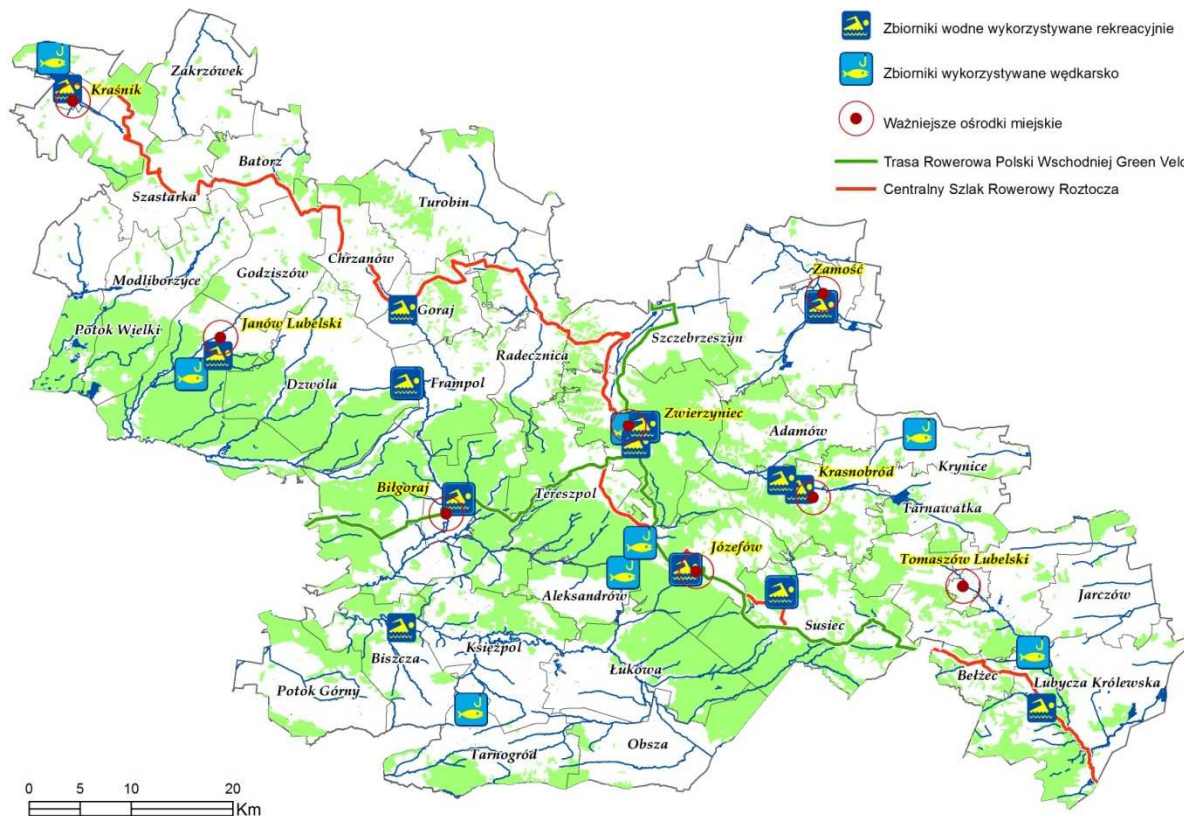 Zbiorniki wodne wykorzystywane rekreacyjnie
Zbiorniki wykorzystywane wędkarsko
Ważniejsze ośrodki miejskie
Trasa Rowerowa Polski Wschodniej Green Velo
Centralny Szlak Rowerowy Roztocza
Zakrzówek
Kraśnik
Batorz
Szastarka
Turobin
Chrzanów
Godziszów
Modliborzyce
Zamość
Goraj
Potok Wielki
Janów Lubelski
Szczebrzeszyn
Radecznica
Dzwola
Frampol
Zwierzyniec
Adamów
Krynice
Krasnobród
Biłgoraj
Tereszpol
Tarnawatka
Józefów
Tomaszów Lubelski
Aleksandrów
Jarczów
Susiec
Księżpol
Biszcza
Łukowa
Bełżec
Potok Górny
Lubycza Królewska
Obsza
Tarnogród
0 5 10 20
Km